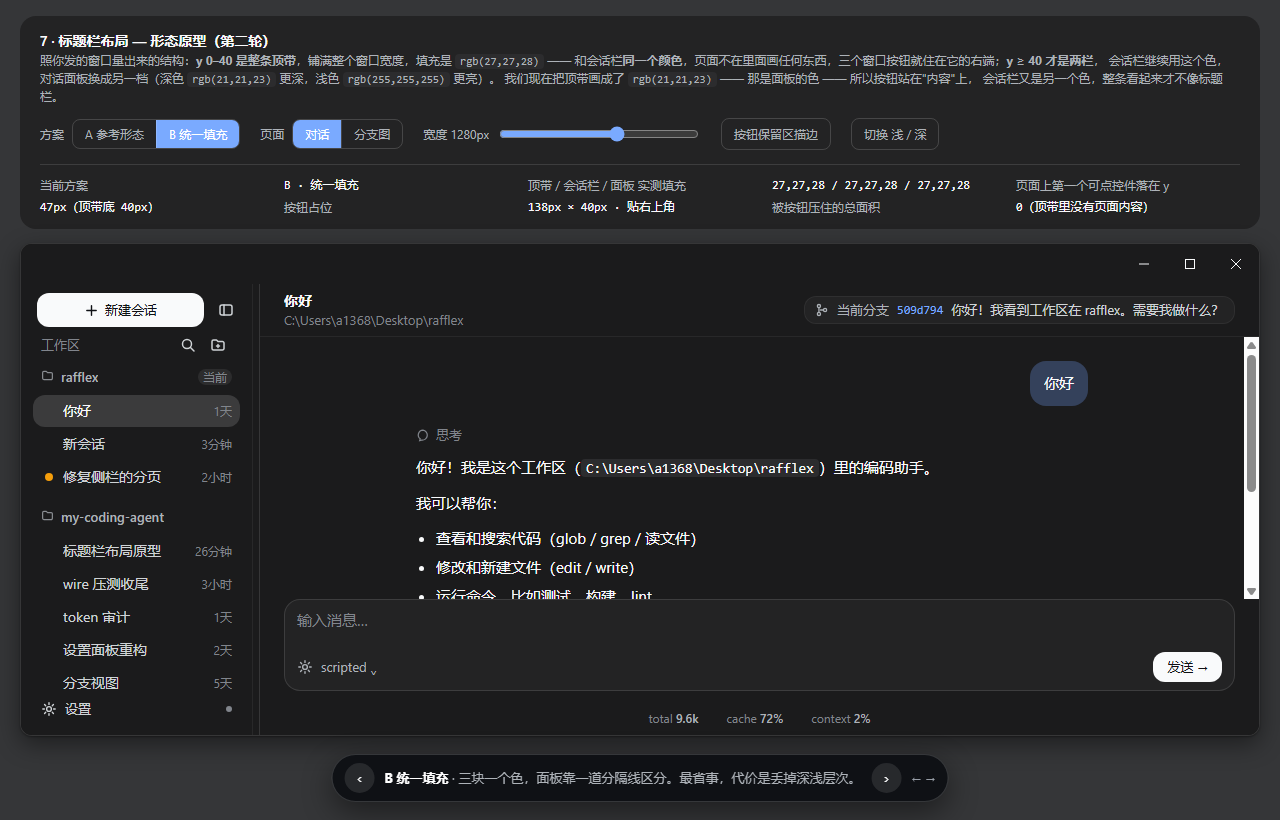 7 · 标题栏布局 — 形态原型（第二轮）
照你发的窗口量出来的结构：y 0–40 是整条顶带，铺满整个窗口宽度，填充是 rgb(27,27,28) —— 和会话栏同一个颜色，页面不在里面画任何东西，三个窗口按钮就住在它的右端；y ≥ 40 才是两栏， 会话栏继续用这个色，
对话面板换成另一档（深色 rgb(21,21,23) 更深，浅色 rgb(255,255,255) 更亮）。 我们现在把顶带画成了 rgb(21,21,23) —— 那是面板的色 —— 所以按钮站在"内容"上， 会话栏又是另一个色，整条看起来才不像标题
栏。
方案 A 参考形态 B 统一填充 页面 对话 分支图 宽度 1280px 按钮保留区描边 切换 浅 / 深
当前方案 B · 统一填充 顶带 / 会话栏 / 面板 实测填充 27,27,28 / 27,27,28 / 27,27,28 页面上第一个可点控件落在 y
47px (顶带底 40px) 按钮占位 138px × 40px · 贴右上角 被按钮压住的总面积 0 (顶带里没有页面内容)
+ 新建会话
工作区
rafflex 当前
你好 1天
新会话 3分钟
修复侧栏的分页 2小时
my-coding-agent
标题栏布局原型 26分钟
wire 压测收尾 3小时
token 审计 1天
设置面板重构 2天
分支视图 5天
设置
你好
C:\Users\a1368\Desktop\rafflex
当前分支 509d794 你好！我看到工作区在 rafflex。需要我做什么？
你好
思考
你好！我是这个工作区（C:\Users\a1368\Desktop\rafflex）里的编码助手。
我可以帮你：
• 查看和搜索代码（glob / grep / 读文件）
• 修改和新建文件（edit / write）
• 运行命令，比如测试、构建、lint
输入消息...
scripted
发送 →
total 9.6k cache 72% context 2%
‹ B 统一填充 · 三块一个色，面板靠一道分隔线区分。最省事，代价是丢掉深浅层次。 › ←→